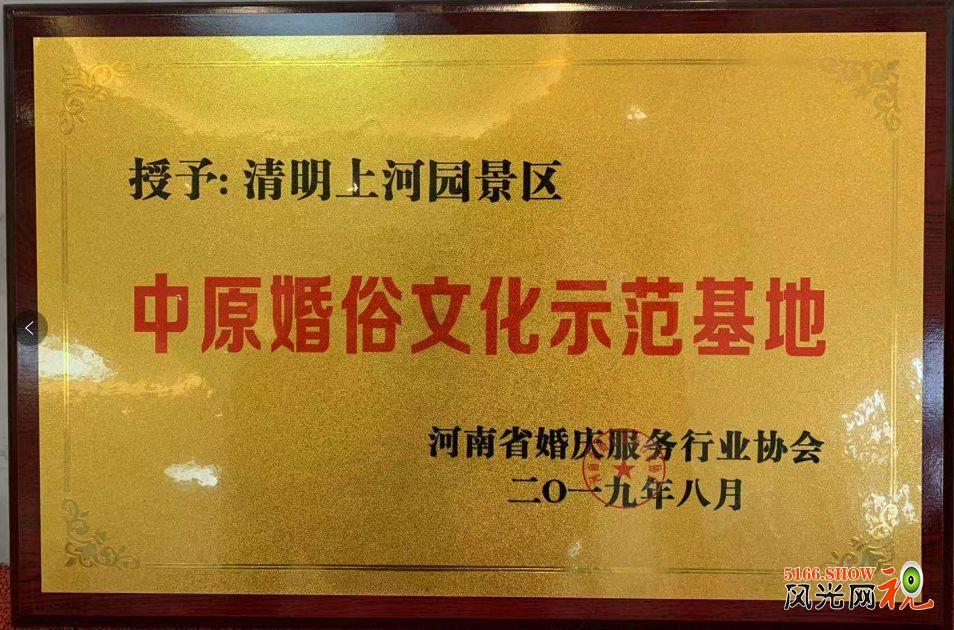 授予:清明上河园景区
中原婚俗文化示范基地
河南省婚庆服务行业协会
二O一九年八月
5166.SHOW
风光网视